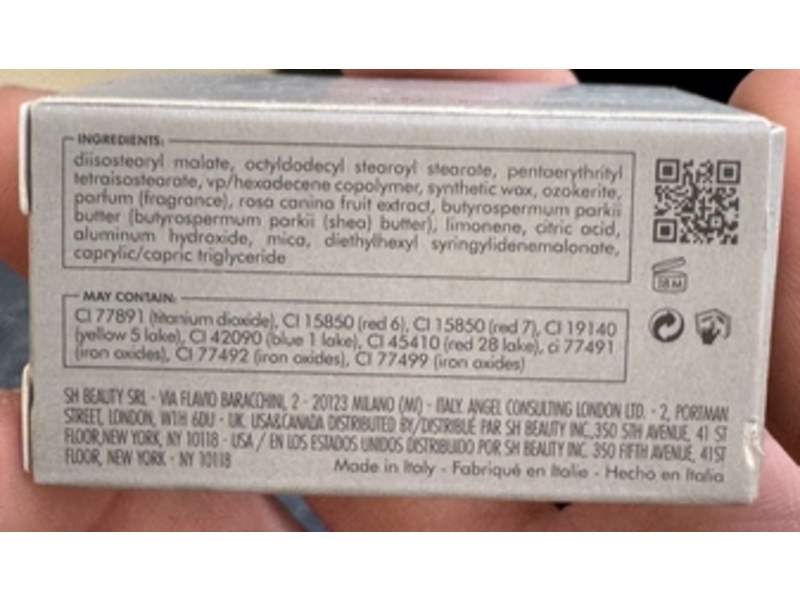 INGREDIENTS:
diisostearyl malate, octyldodecyl stearoyl stearate, pentaerythrityl
tetraisostearate, vp/hexadecene copolymer, synthetic wax, ozokerite,
parfum (fragrance), rosa canina fruit extract, butyrospermum parkii
butter (butyrospermum parkii (shea) butter), limonene, citric acid,
aluminum hydroxide, mica, diethylhexyl syringylidenemalonate,
caprylic/capric triglyceride
18 M
MAY CONTAIN:
CI 77891 (titanium dioxide), CI 15850 (red 6), CI 15850 (red 7), CI 19140
(yellow 5 lake), CI 42090 (blue 1 lake), CI 45410 (red 28 lake), ci 77491
(iron oxides), CI 77492 (iron oxides), CI 77499 (iron oxides)
SH BEAUTY SRL - VIA FLAVIO BARACCHINI, 2 - 20123 MILANO (MI) - ITALY. ANGEL CONSULTING LONDON LTD. - 2, PORTMAN
STREET, LONDON, W1H 6DU - UK. USA&CANADA DISTRIBUTED BY/DISTRIBUÉ PAR SH BEAUTY INC,350 5TH AVENUE, 41 ST
FLOOR,NEW YORK, NY 10118 - USA / EN LOS ESTADOS UNIDOS DISTRIBUIDO POR SH BEAUTY INC. 350 FIFTH AVENUE, 41ST
FLOOR, NEW YORK - NY 10118
Made in Italy - Fabriqué en Italie - Hecho en Italia